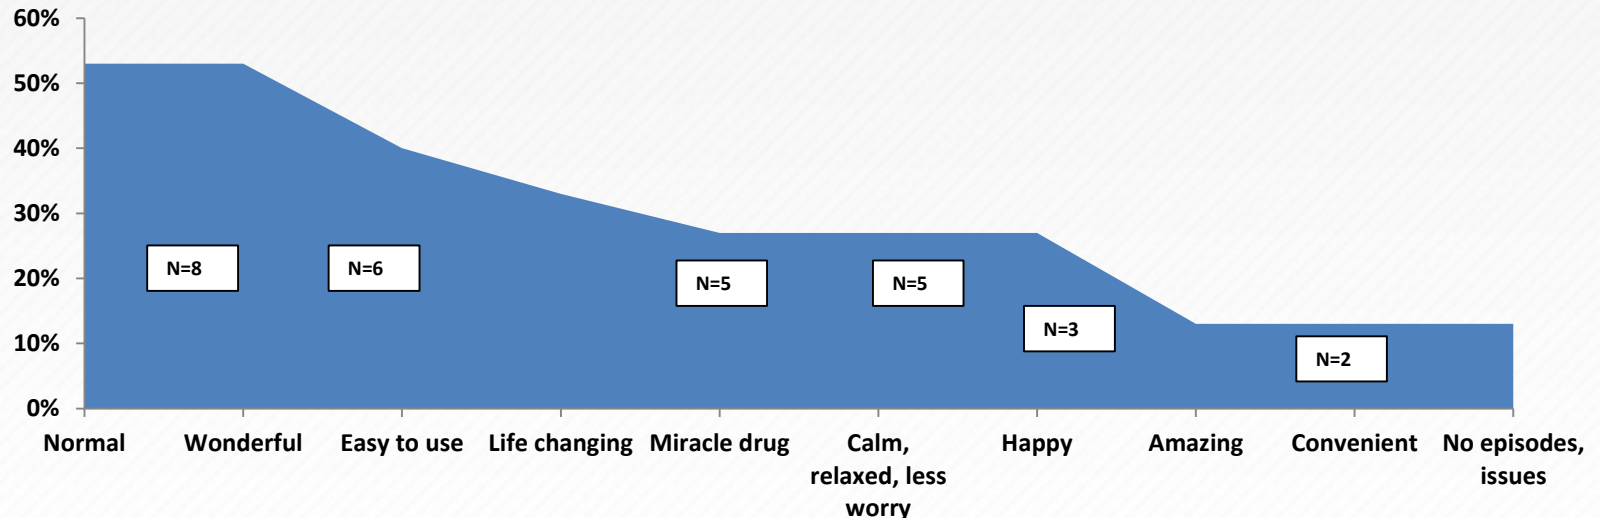 60%
50%
40%
30%
20%
10%
0%
N=8
N=6
N=5
N=5
N=3
N=2
Normal
Wonderful
Easy to use
Life changing
Miracle drug
Calm,
relaxed, less
worry
Happy
Amazing
Convenient
No episodes,
issues